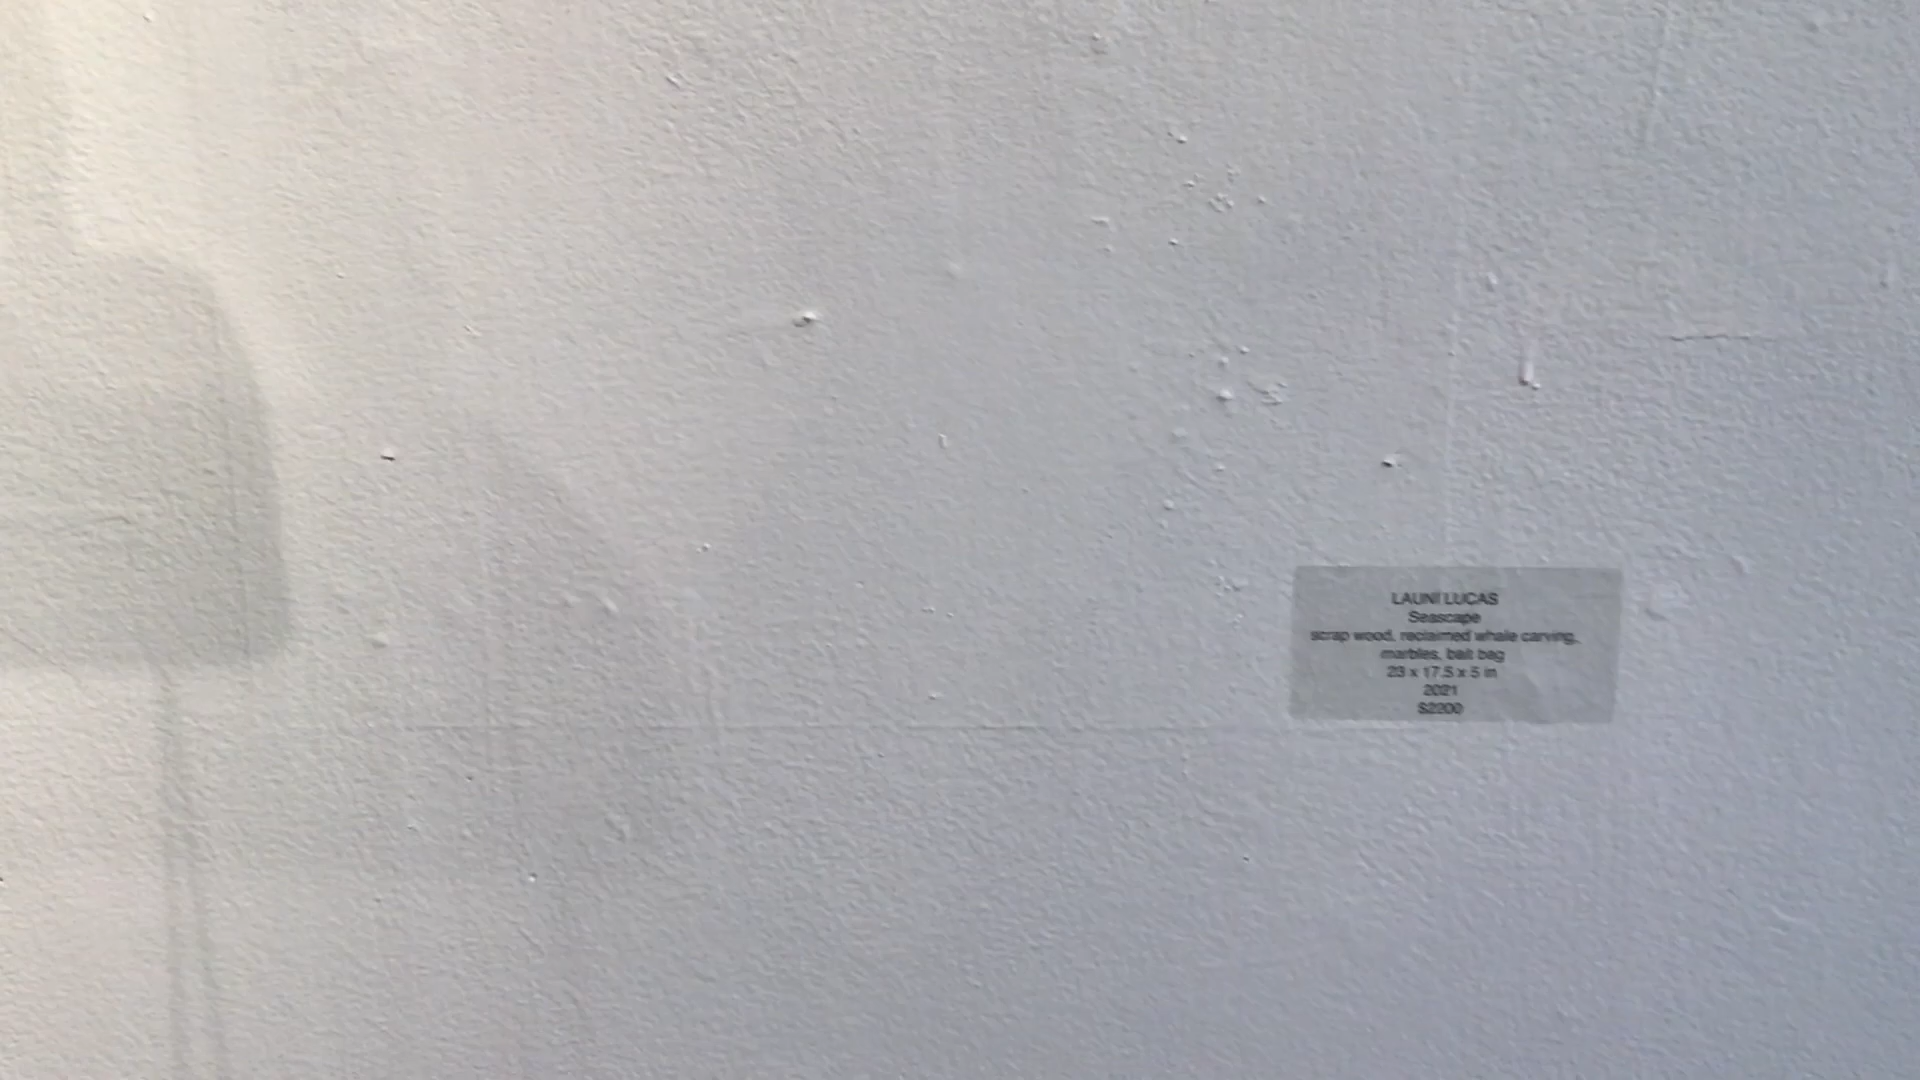 LAUNI LUCAS
Seascape
scrap wood, reclaimed whale carving,
marbles, bait bag
23 x 17.5 x 5 in
2021
$2200